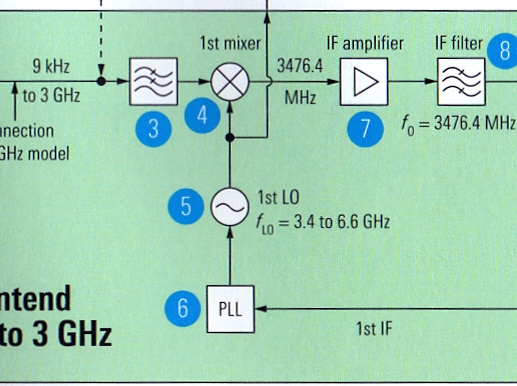 1st mixer
IF amplifier
IF filter
8
9 kHz
to 3 GHz
3476.4
MHz
3
4
7
f0 = 3476.4 MHz
GHz model
5
1st LO
fLO = 3.4 to 6.6 GHz
6
PLL
1st IF
to 3 GHz